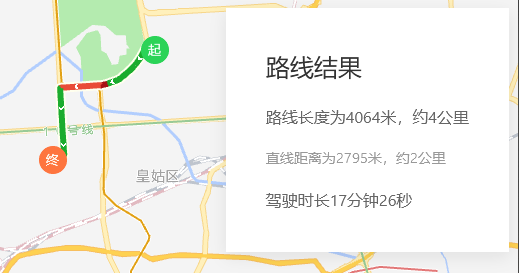 起
路线结果
路线长度为4064米，约4公里
号线
终
直线距离为2795米，约2公里
皇姑区
驾驶时长17分钟26秒